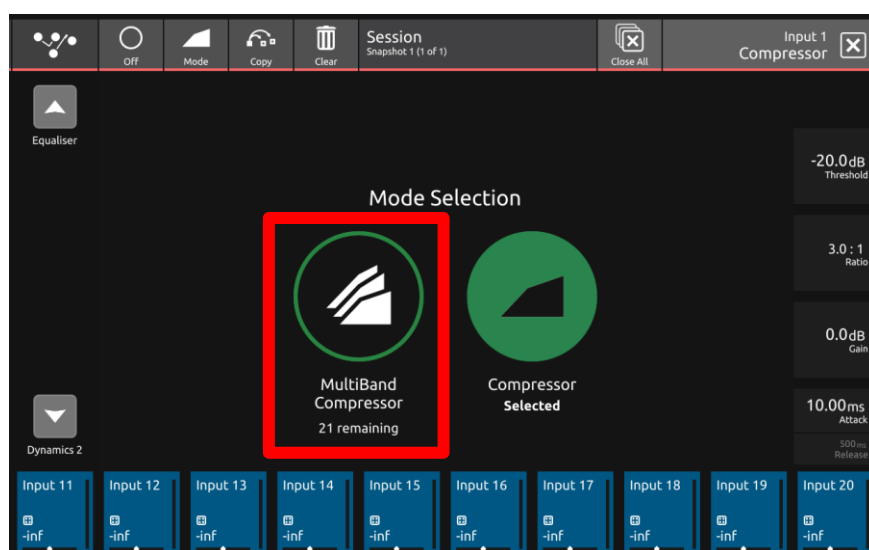 Off
Mode
Copy
Clear
Session
Snapshot 1 (1 of 1)
Close All
Input 1
Compressor
Equaliser
-20.0dB
Threshold
Mode Selection
3.0 : 1
Ratio
0.0dB
Gain
MultiBand
Compressor
21 remaining
Compressor
Selected
10.00ms
Attack
500 ms
Release
Dynamics 2
Input 11
Input 12
Input 13
Input 14
Input 15
Input 16
Input 17
Input 18
Input 19
Input 20
-inf
-inf
-inf
-inf
-inf
-inf
-inf
-inf
-inf
-inf